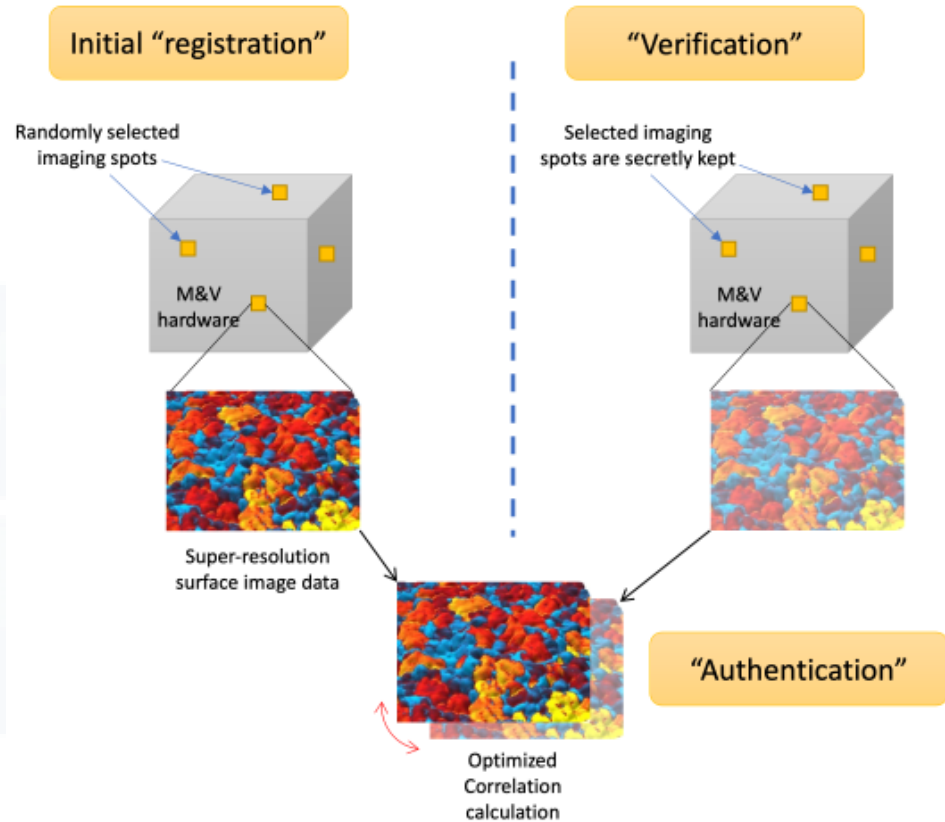 Initial “registration”
“Verification”
Randomly selected
imaging spots
Selected imaging
spots are secretly kept
M&V
hardware
M&V
hardware
Super-resolution
surface image data
“Authentication”
Optimized
Correlation
calculation